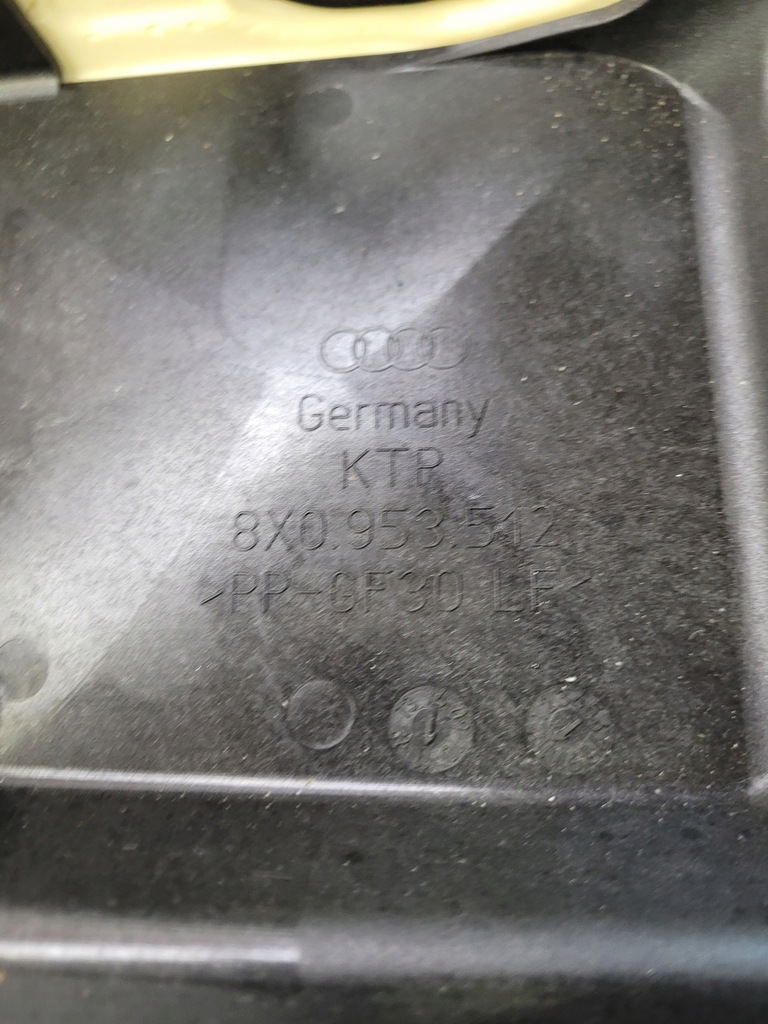 Germany
KTP
8X0.953.512
>PP-GF30 LF<